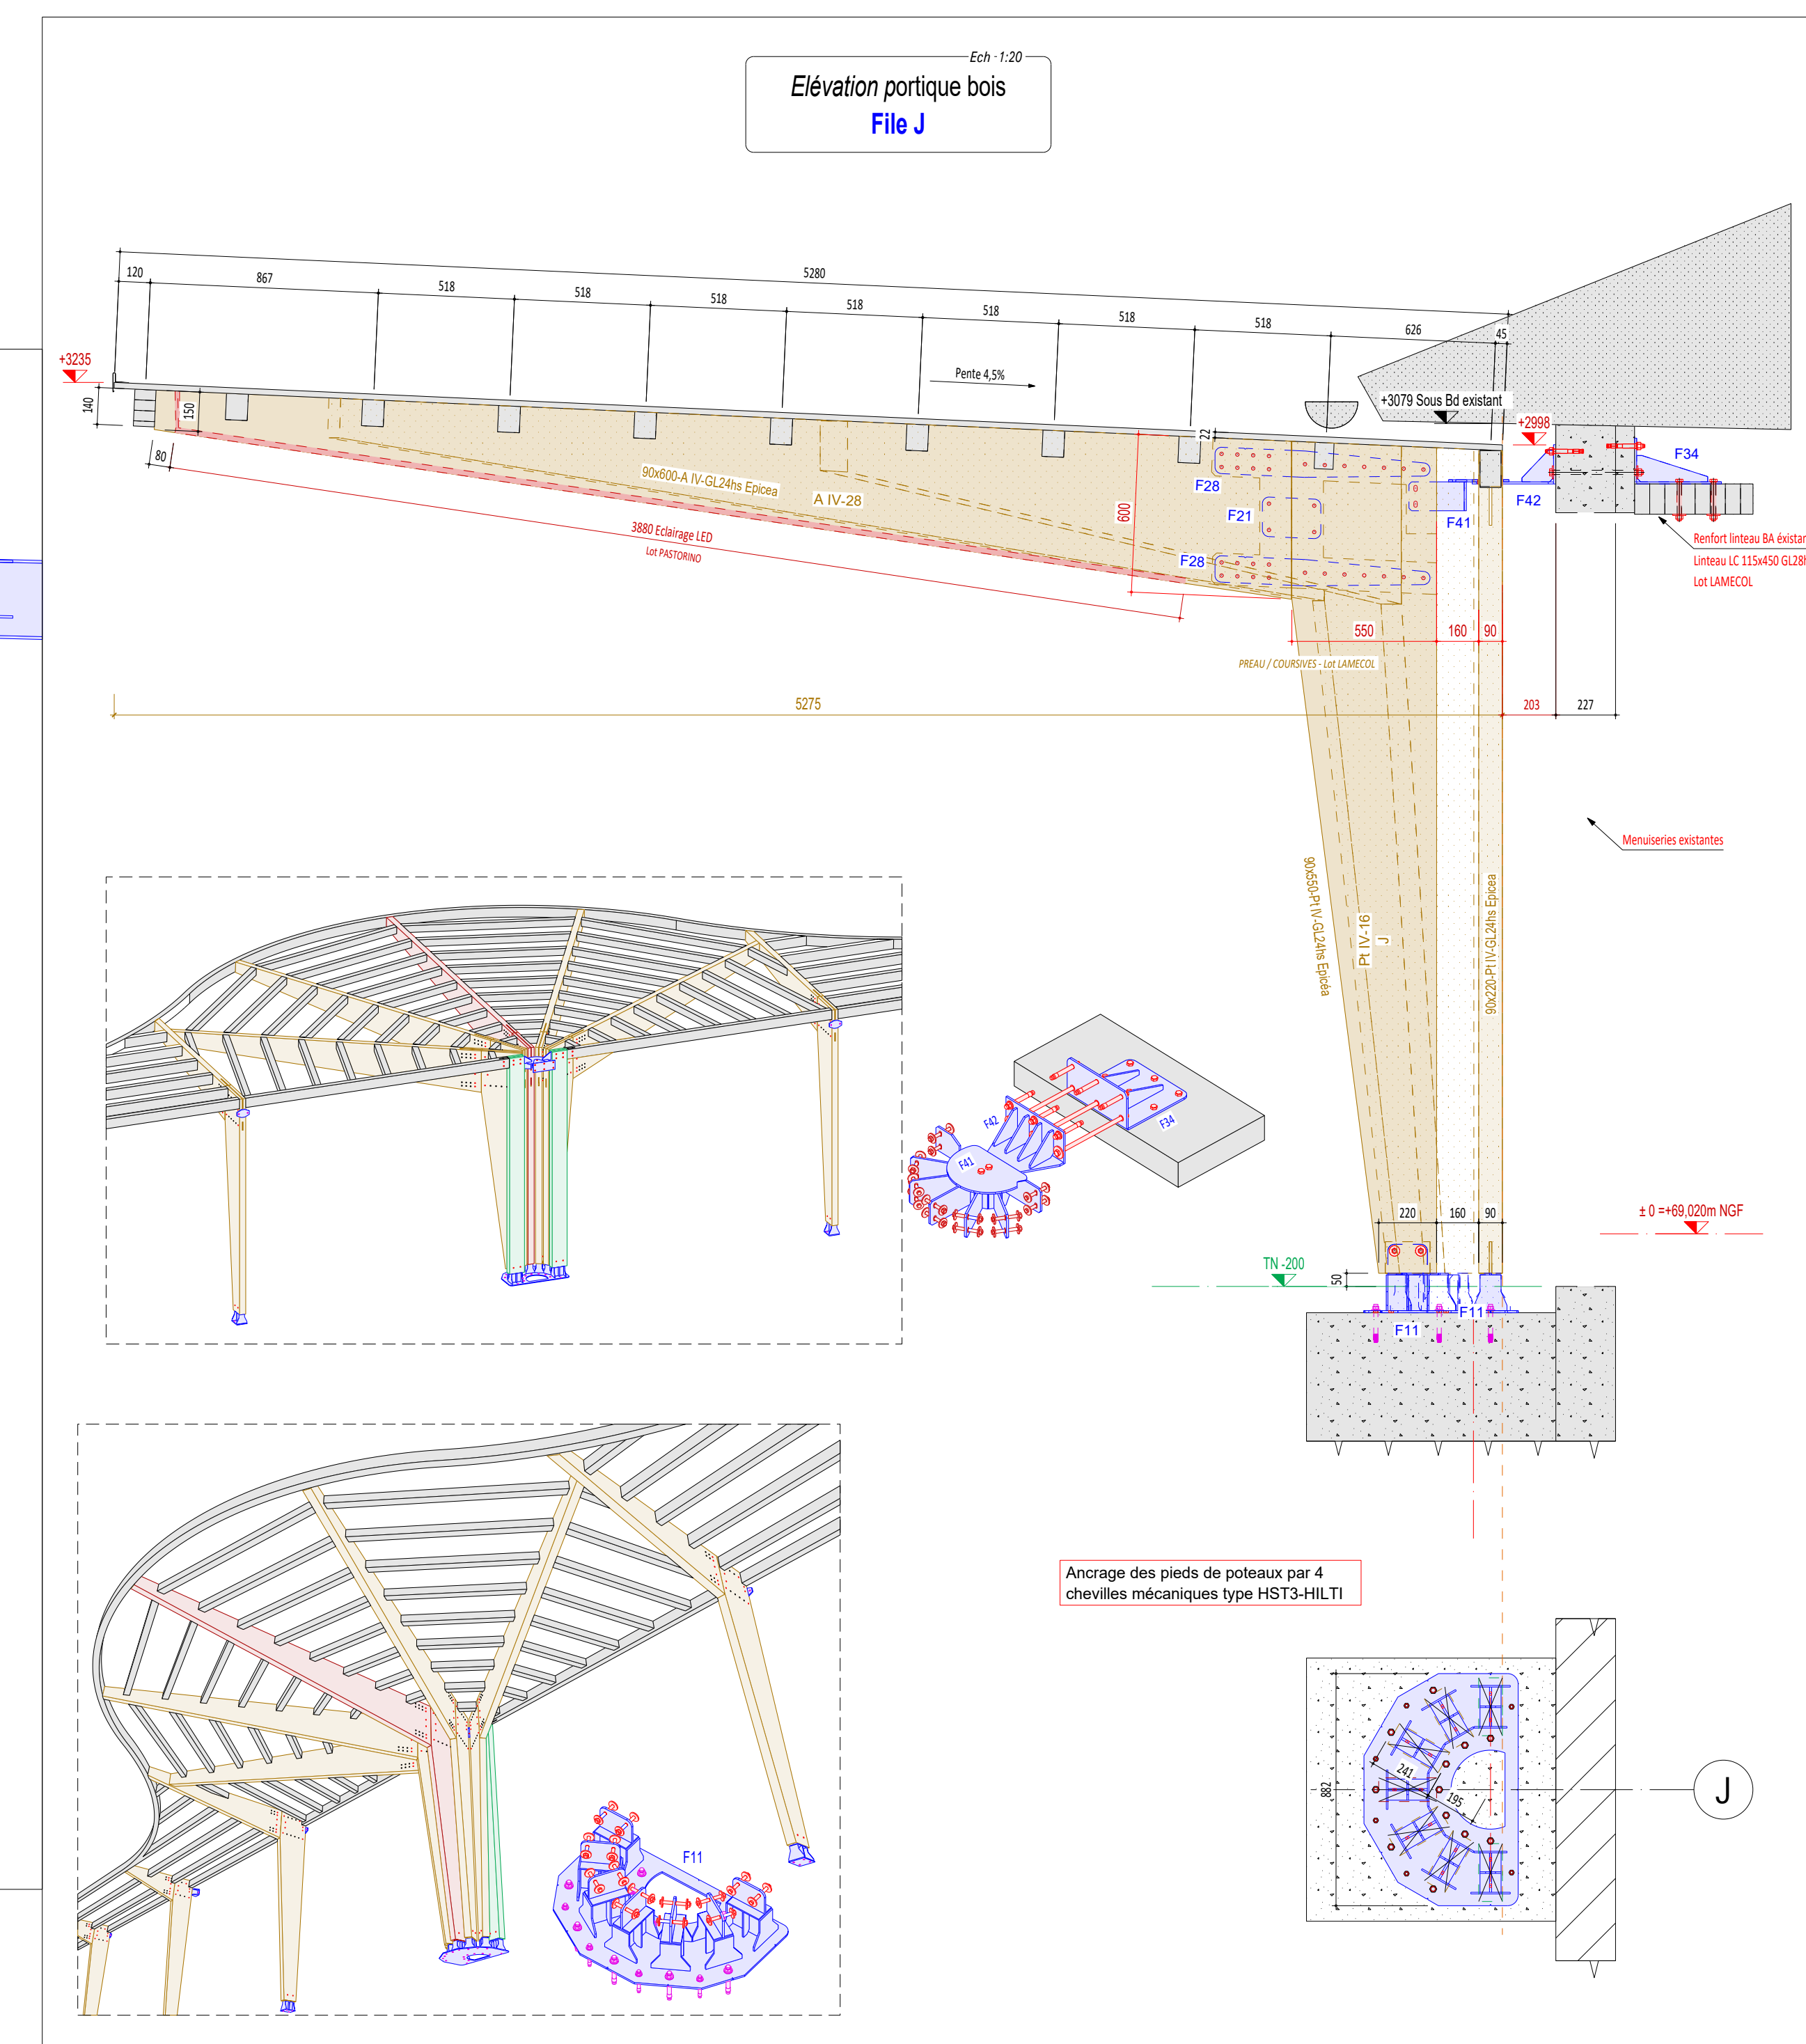 Ech - 1:20
Elévation portique bois
File J
5280
120
867
518
518
518
518
518
518
518
626
45
+3235
Pente 4,5%
140
150
80
+3079 Sous Bd existant
+2998
22
90x600-A IV-GL24hs Epicea
A IV-28
3880 Eclairage LED
Lot PASTORINO
600
F28
F21
F28
F41
F42
F34
Renfort linteau BA éxistan
Linteau LC 115x450 GL28h
Lot LAMECOL
550
160
90
PREAU / COURSIVES - Lot LAMECOL
5275
203
227
Menuiseries existantes
90x550-Pt IV-GL24hs Epicéa
Pt IV-16
J
90x220-Pt IV-GL24hs Epicea
F42
F34
F41
220
160
90
± 0 =+69,020m NGF
TN -200
50
F11
F11
Ancrage des pieds de poteaux par 4
chevilles mécaniques type HST3-HILTI
882
241
195
J
F11